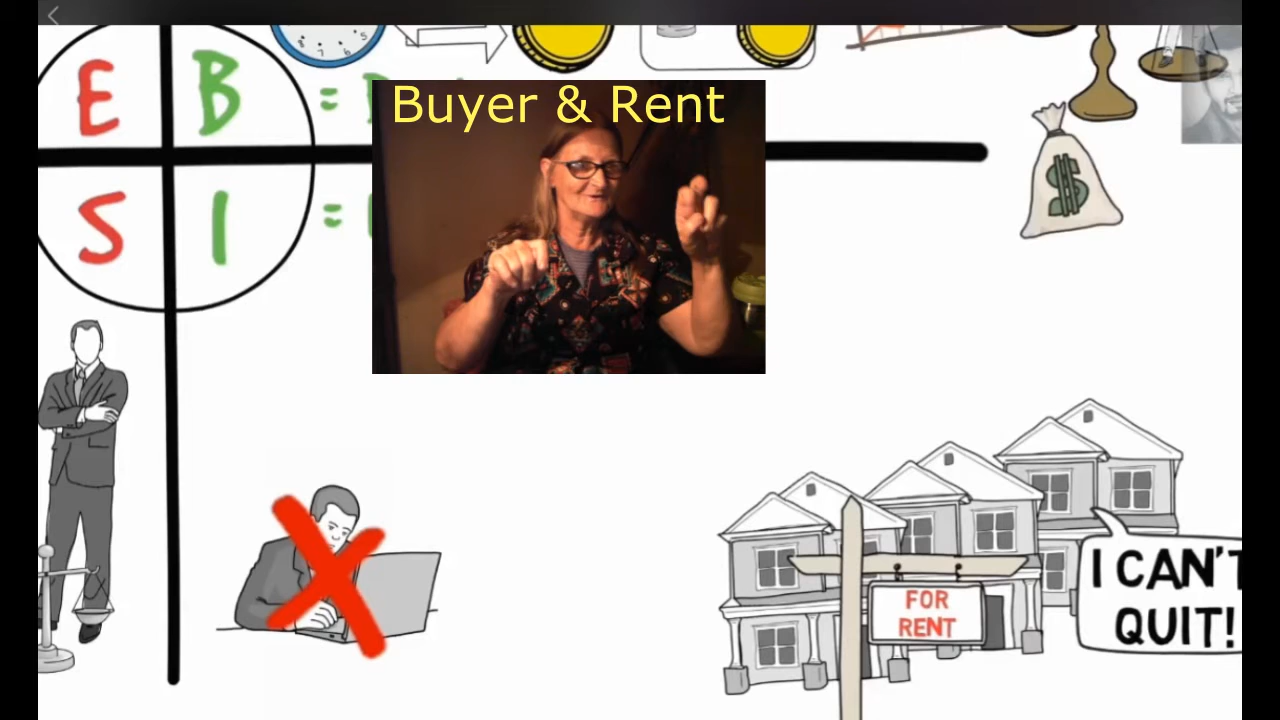 E B =
Buyer & Rent
S I =
$
FOR
RENT
I CAN'T
QUIT!